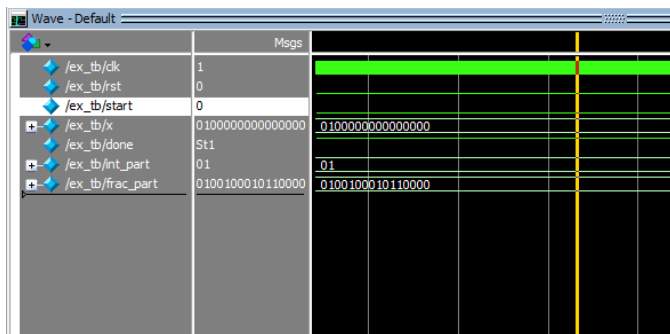 Wave - Default
Msgs
/ex_tb/clk 1
/ex_tb/rst 0
/ex_tb/start 0
/ex_tb/x 0100000000000000 0100000000000000
/ex_tb/done St1
/ex_tb/int_part 01 01
/ex_tb/frac_part 0100100010110000 0100100010110000